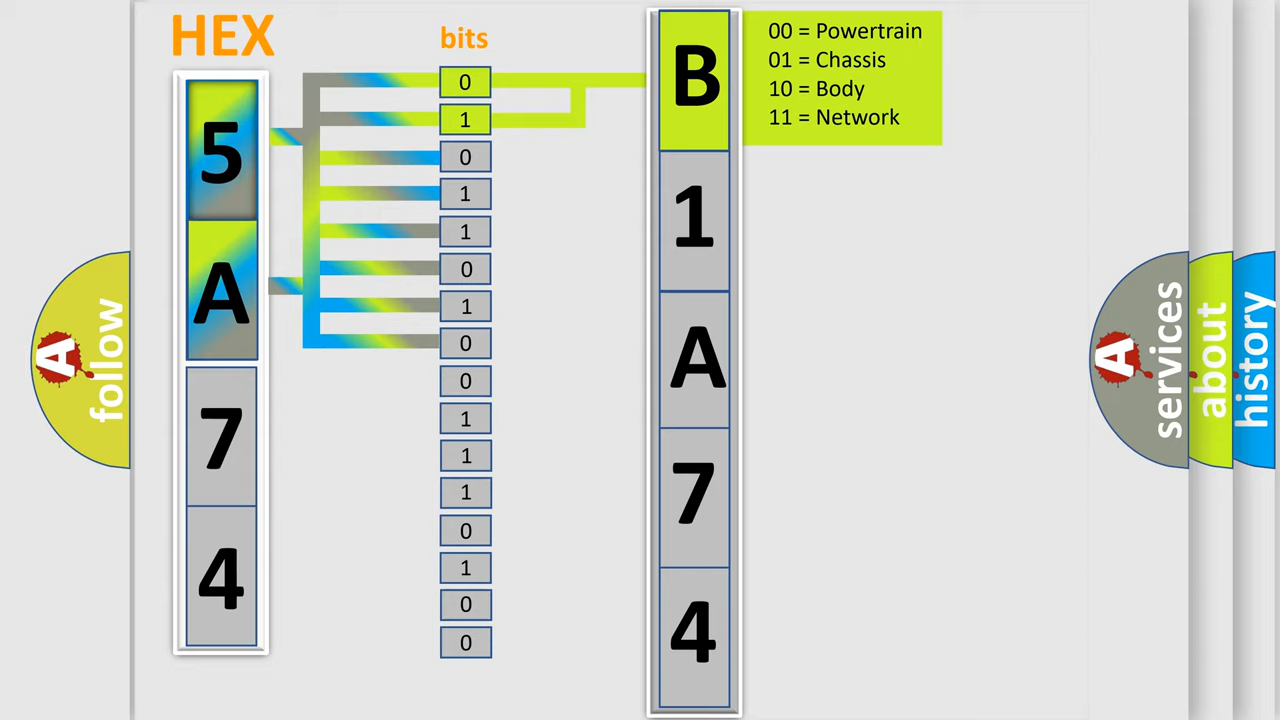 HEX
bits
5
A
7
4
0
1
0
1
1
0
1
0
0
1
1
1
0
1
0
0
B
1
A
7
4
00 = Powertrain
01 = Chassis
10 = Body
11 = Network
A
follow
A
services
about
history